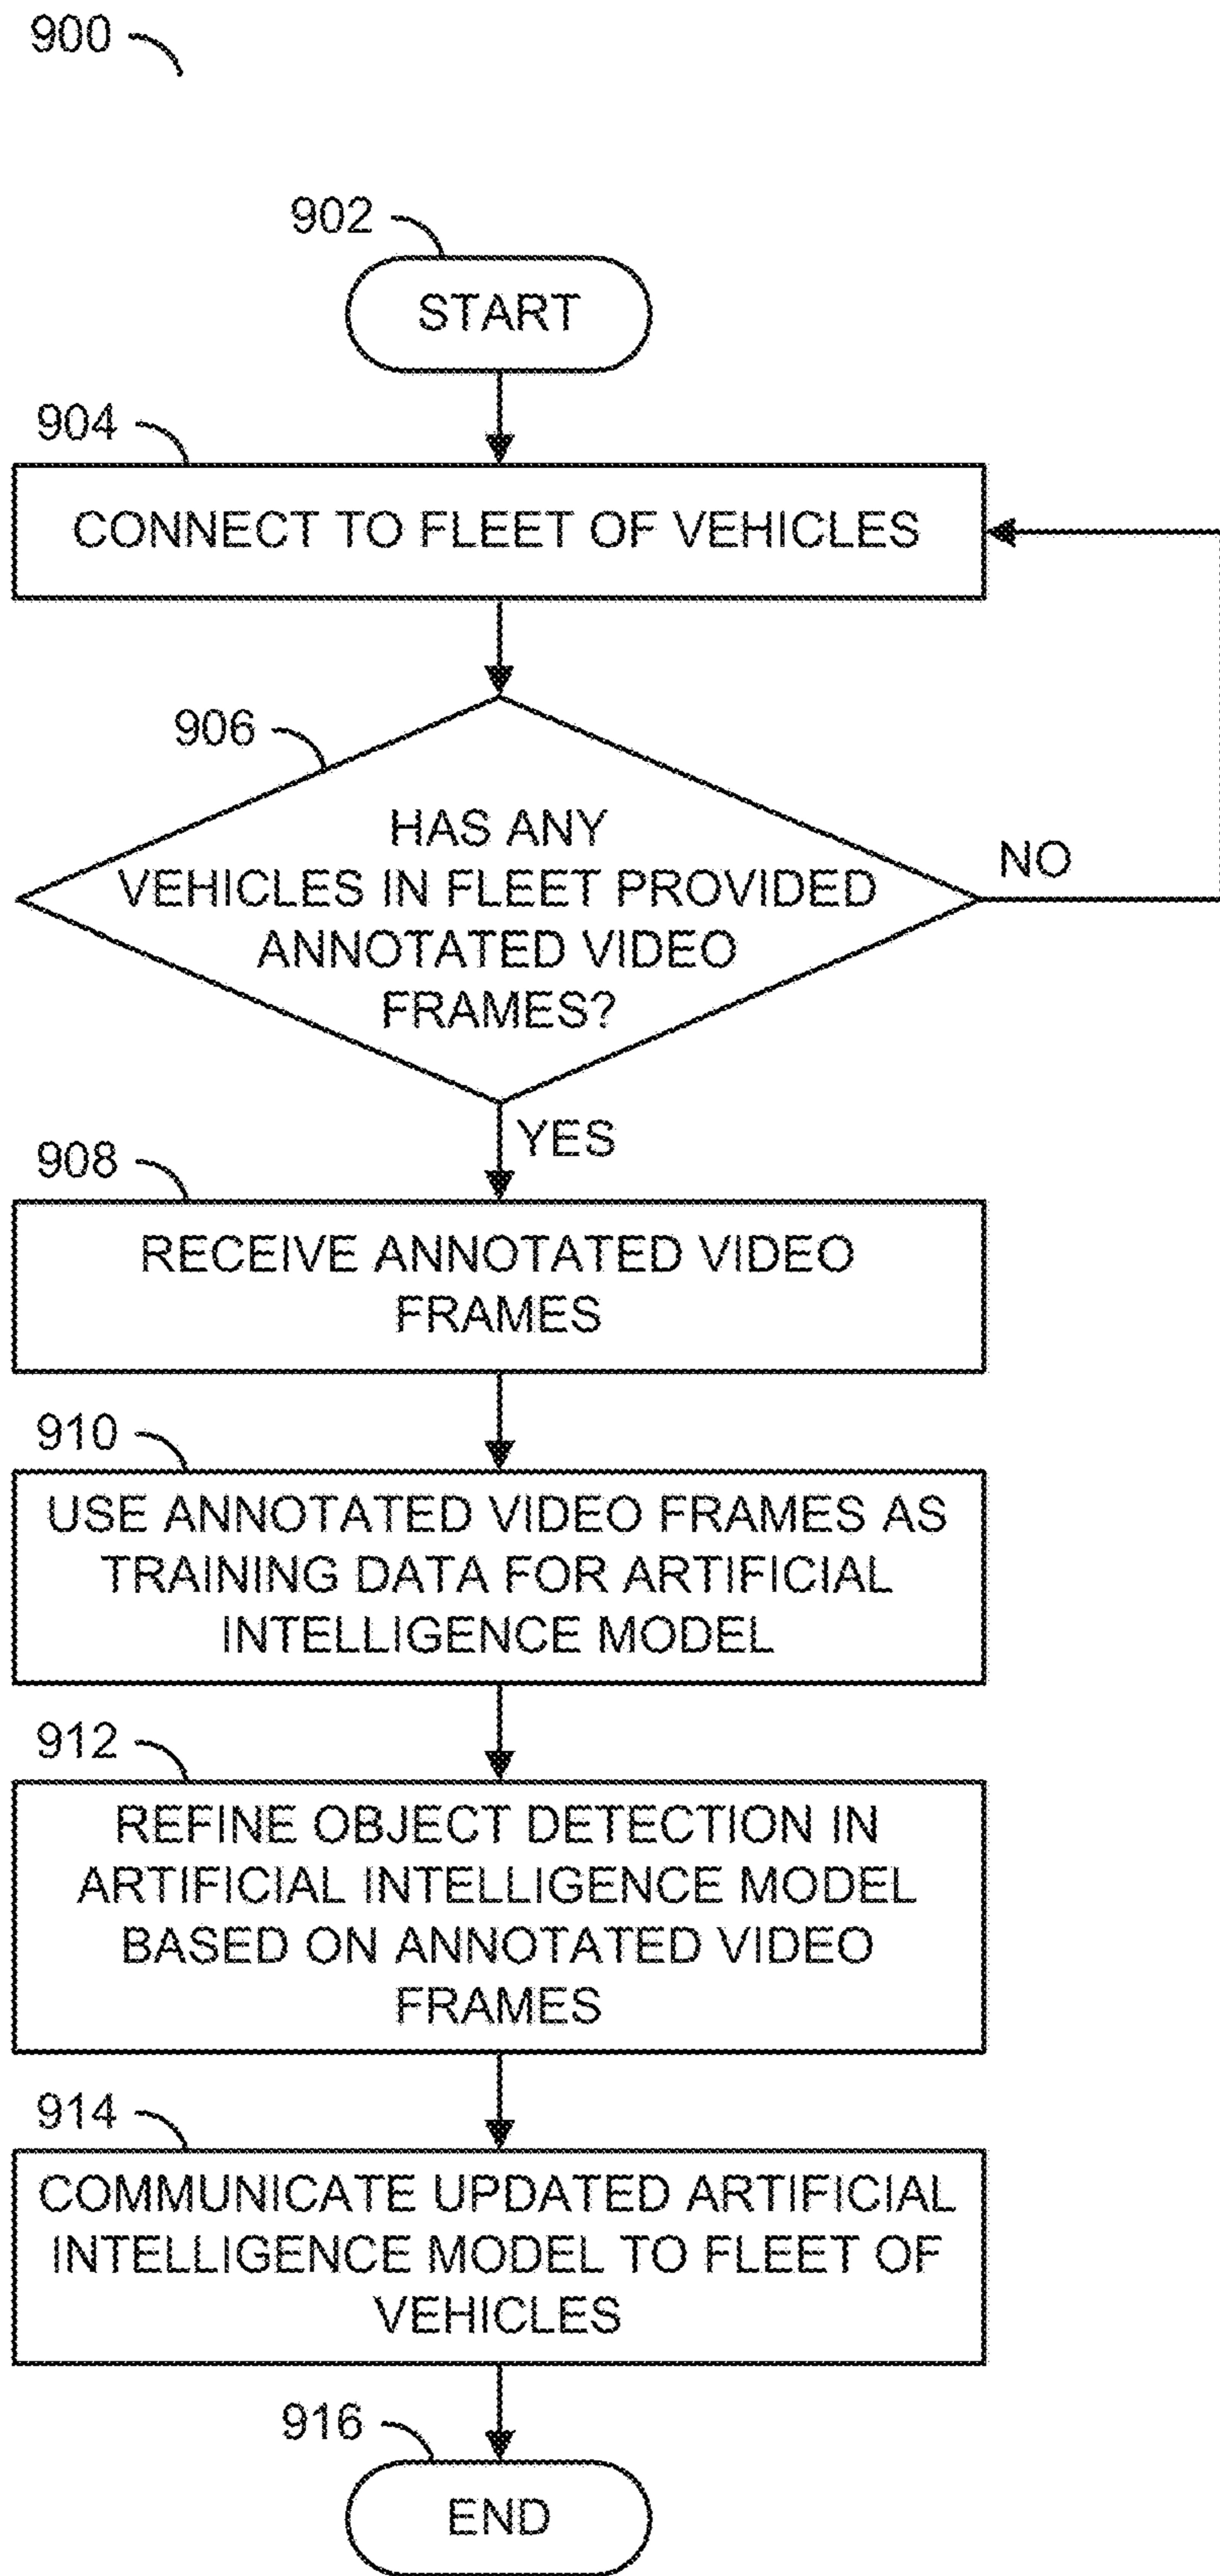 900
902
START
904
CONNECT TO FLEET OF VEHICLES
906
HAS ANY
VEHICLES IN FLEET PROVIDED
ANNOTATED VIDEO
FRAMES?
NO
YES
908
RECEIVE ANNOTATED VIDEO
FRAMES
910
USE ANNOTATED VIDEO FRAMES AS
TRAINING DATA FOR ARTIFICIAL
INTELLIGENCE MODEL
912
REFINE OBJECT DETECTION IN
ARTIFICIAL INTELLIGENCE MODEL
BASED ON ANNOTATED VIDEO
FRAMES
914
COMMUNICATE UPDATED ARTIFICIAL
INTELLIGENCE MODEL TO FLEET OF
VEHICLES
916
END